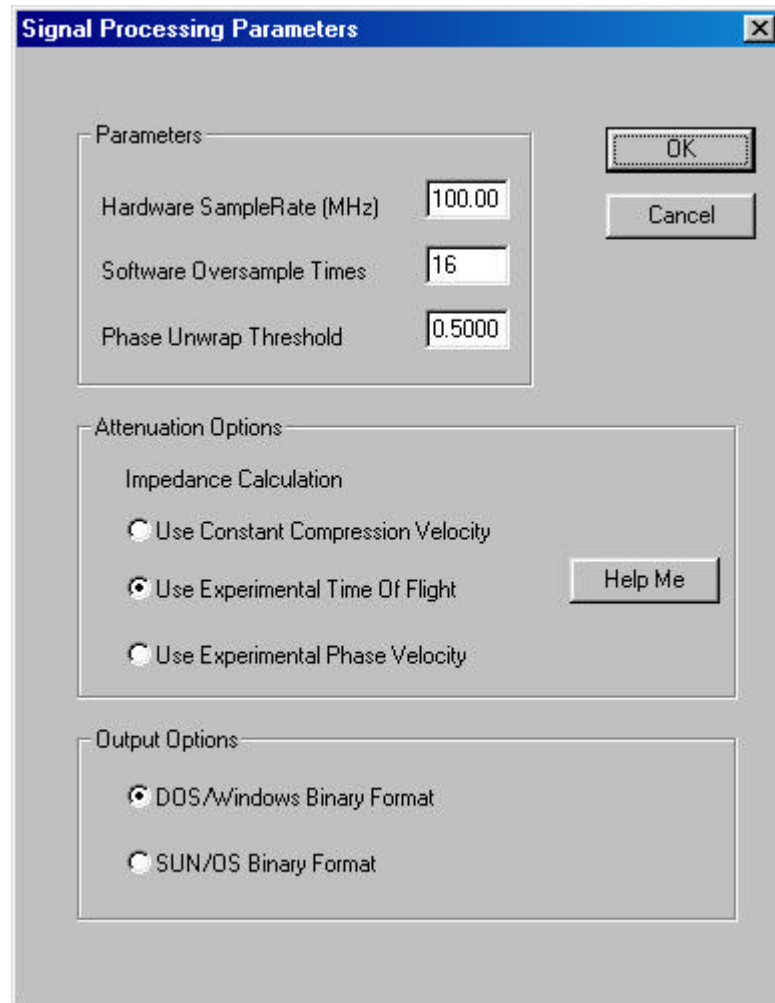 Signal Processing Parameters
Parameters
Hardware SampleRate (MHz) 100.00
Software Oversample Times 16
Phase Unwrap Threshold 0.5000
OK
Cancel
Attenuation Options
Impedance Calculation
Use Constant Compression Velocity
Use Experimental Time Of Flight
Use Experimental Phase Velocity
Help Me
Output Options
DOS/Windows Binary Format
SUN/OS Binary Format